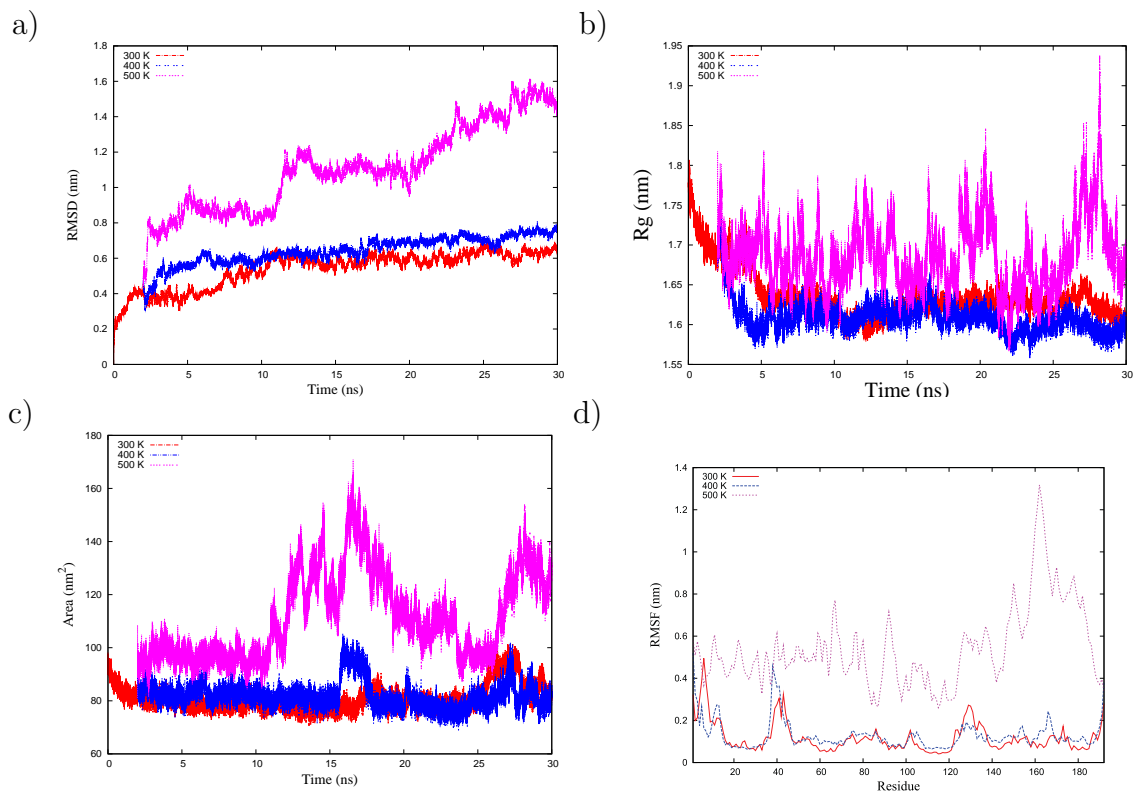 a)
1.8
1.6
1.4
1.2
1
0.8
0.6
0.4
0.2
0
300 K
400 K
500 K
RMSD (nm)
0 5 10 15 20 25 30
Time (ns)
b)
1.95
1.9
1.85
1.8
1.75
1.7
1.65
1.6
1.55
300 K
400 K
500 K
Rg (nm)
0 5 10 15 20 25 30
Time (ns)
c)
180
160
140
120
100
80
60
300 K
400 K
500 K
Area (nm²)
0 5 10 15 20 25 30
Time (ns)
d)
1.4
1.2
1
0.8
0.6
0.4
0.2
0
300 K
400 K
500 K
RMSF (nm)
20 40 60 80 100 120 140 160 180
Residue